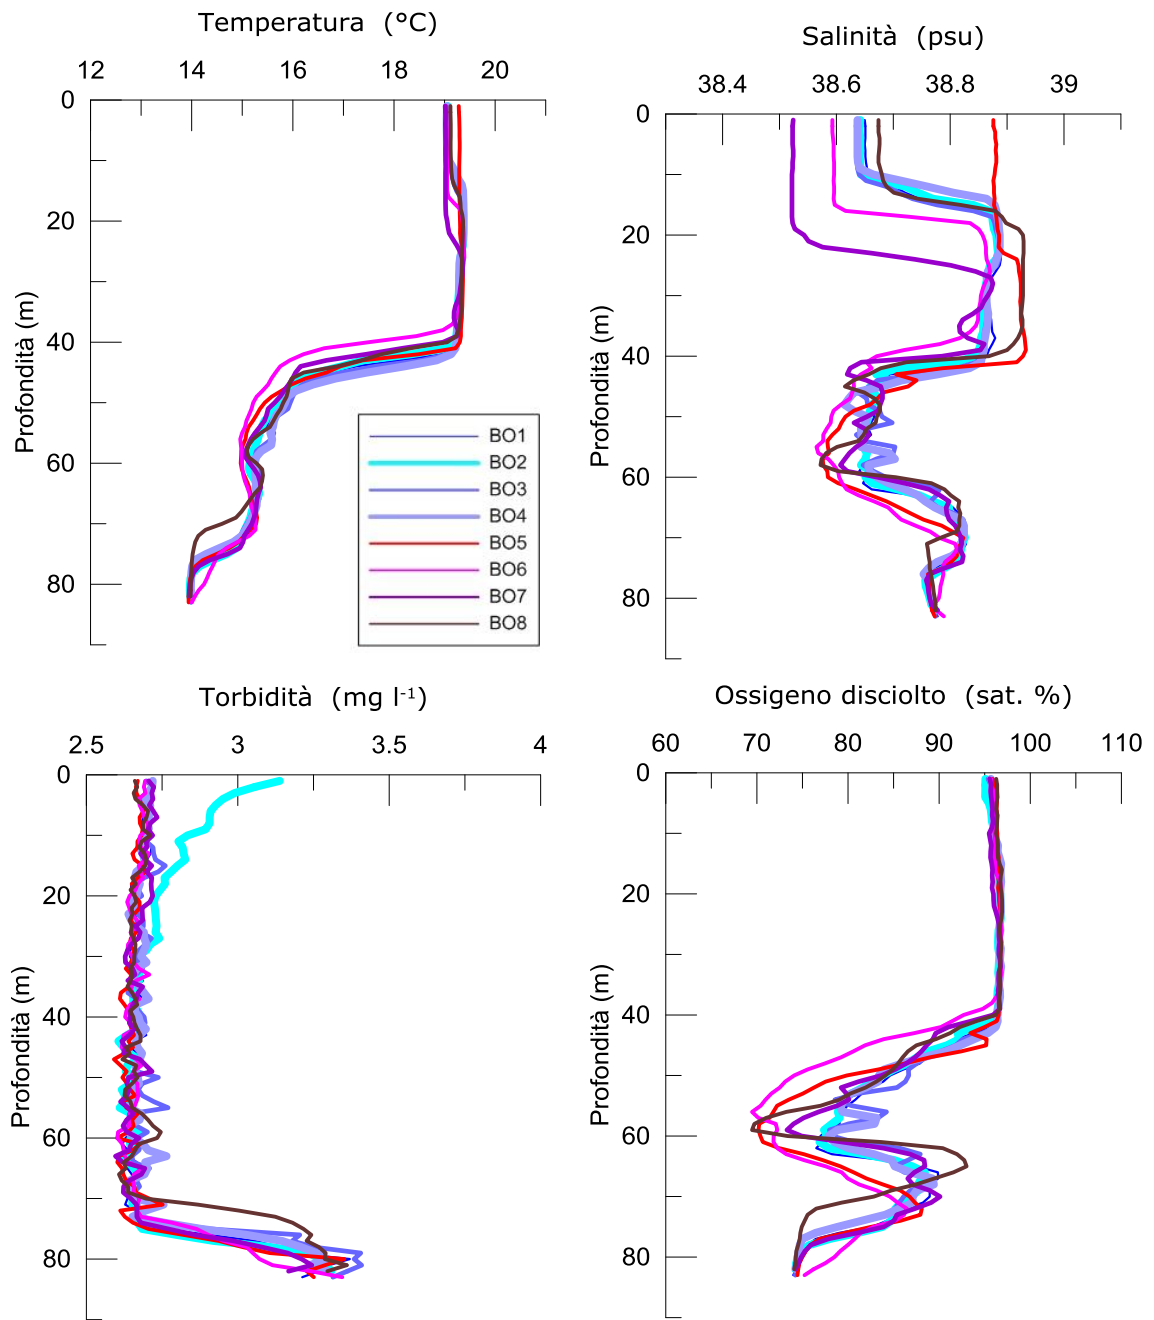 Temperatura (°C)
12 14 16 18 20
0
20
40
60
80
Profondità (m)
BO1
BO2
BO3
BO4
BO5
BO6
BO7
BO8
Salinità (psu)
38.4 38.6 38.8 39
0
20
40
60
80
Profondità (m)
Torbidità (mg l-1)
2.5 3 3.5 4
0
20
40
60
80
Profondità (m)
Ossigeno disciolto (sat. %)
60 70 80 90 100 110
0
20
40
60
80
Profondità (m)